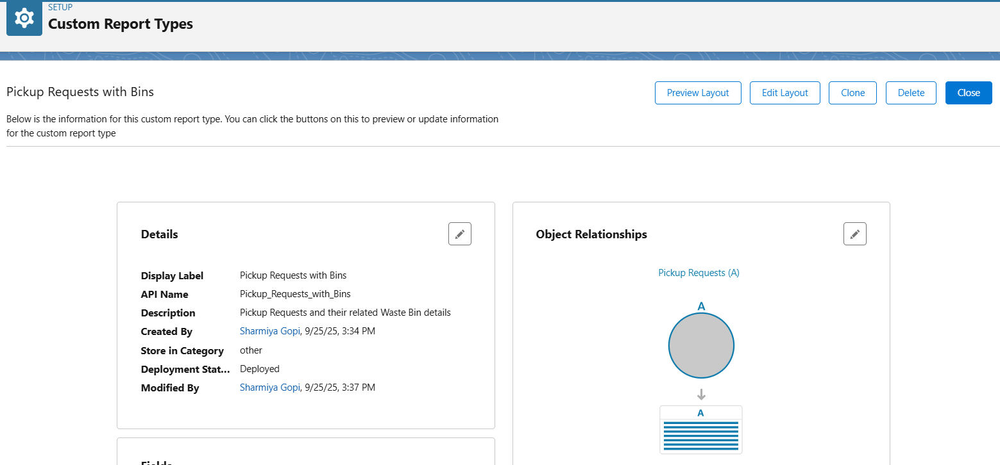 SETUP
Custom Report Types
Pickup Requests with Bins
Preview Layout
Edit Layout
Clone
Delete
Close
Below is the information for this custom report type. You can click the buttons on this to preview or update information
for the custom report type
Details
Display Label Pickup Requests with Bins
API Name Pickup_Requests_with_Bins
Description Pickup Requests and their related Waste Bin details
Created By Sharmiya Gopi, 9/25/25, 3:34 PM
Store in Category other
Deployment Stat... Deployed
Modified By Sharmiya Gopi, 9/25/25, 3:37 PM
Object Relationships
Pickup Requests (A)
A
A
Fields